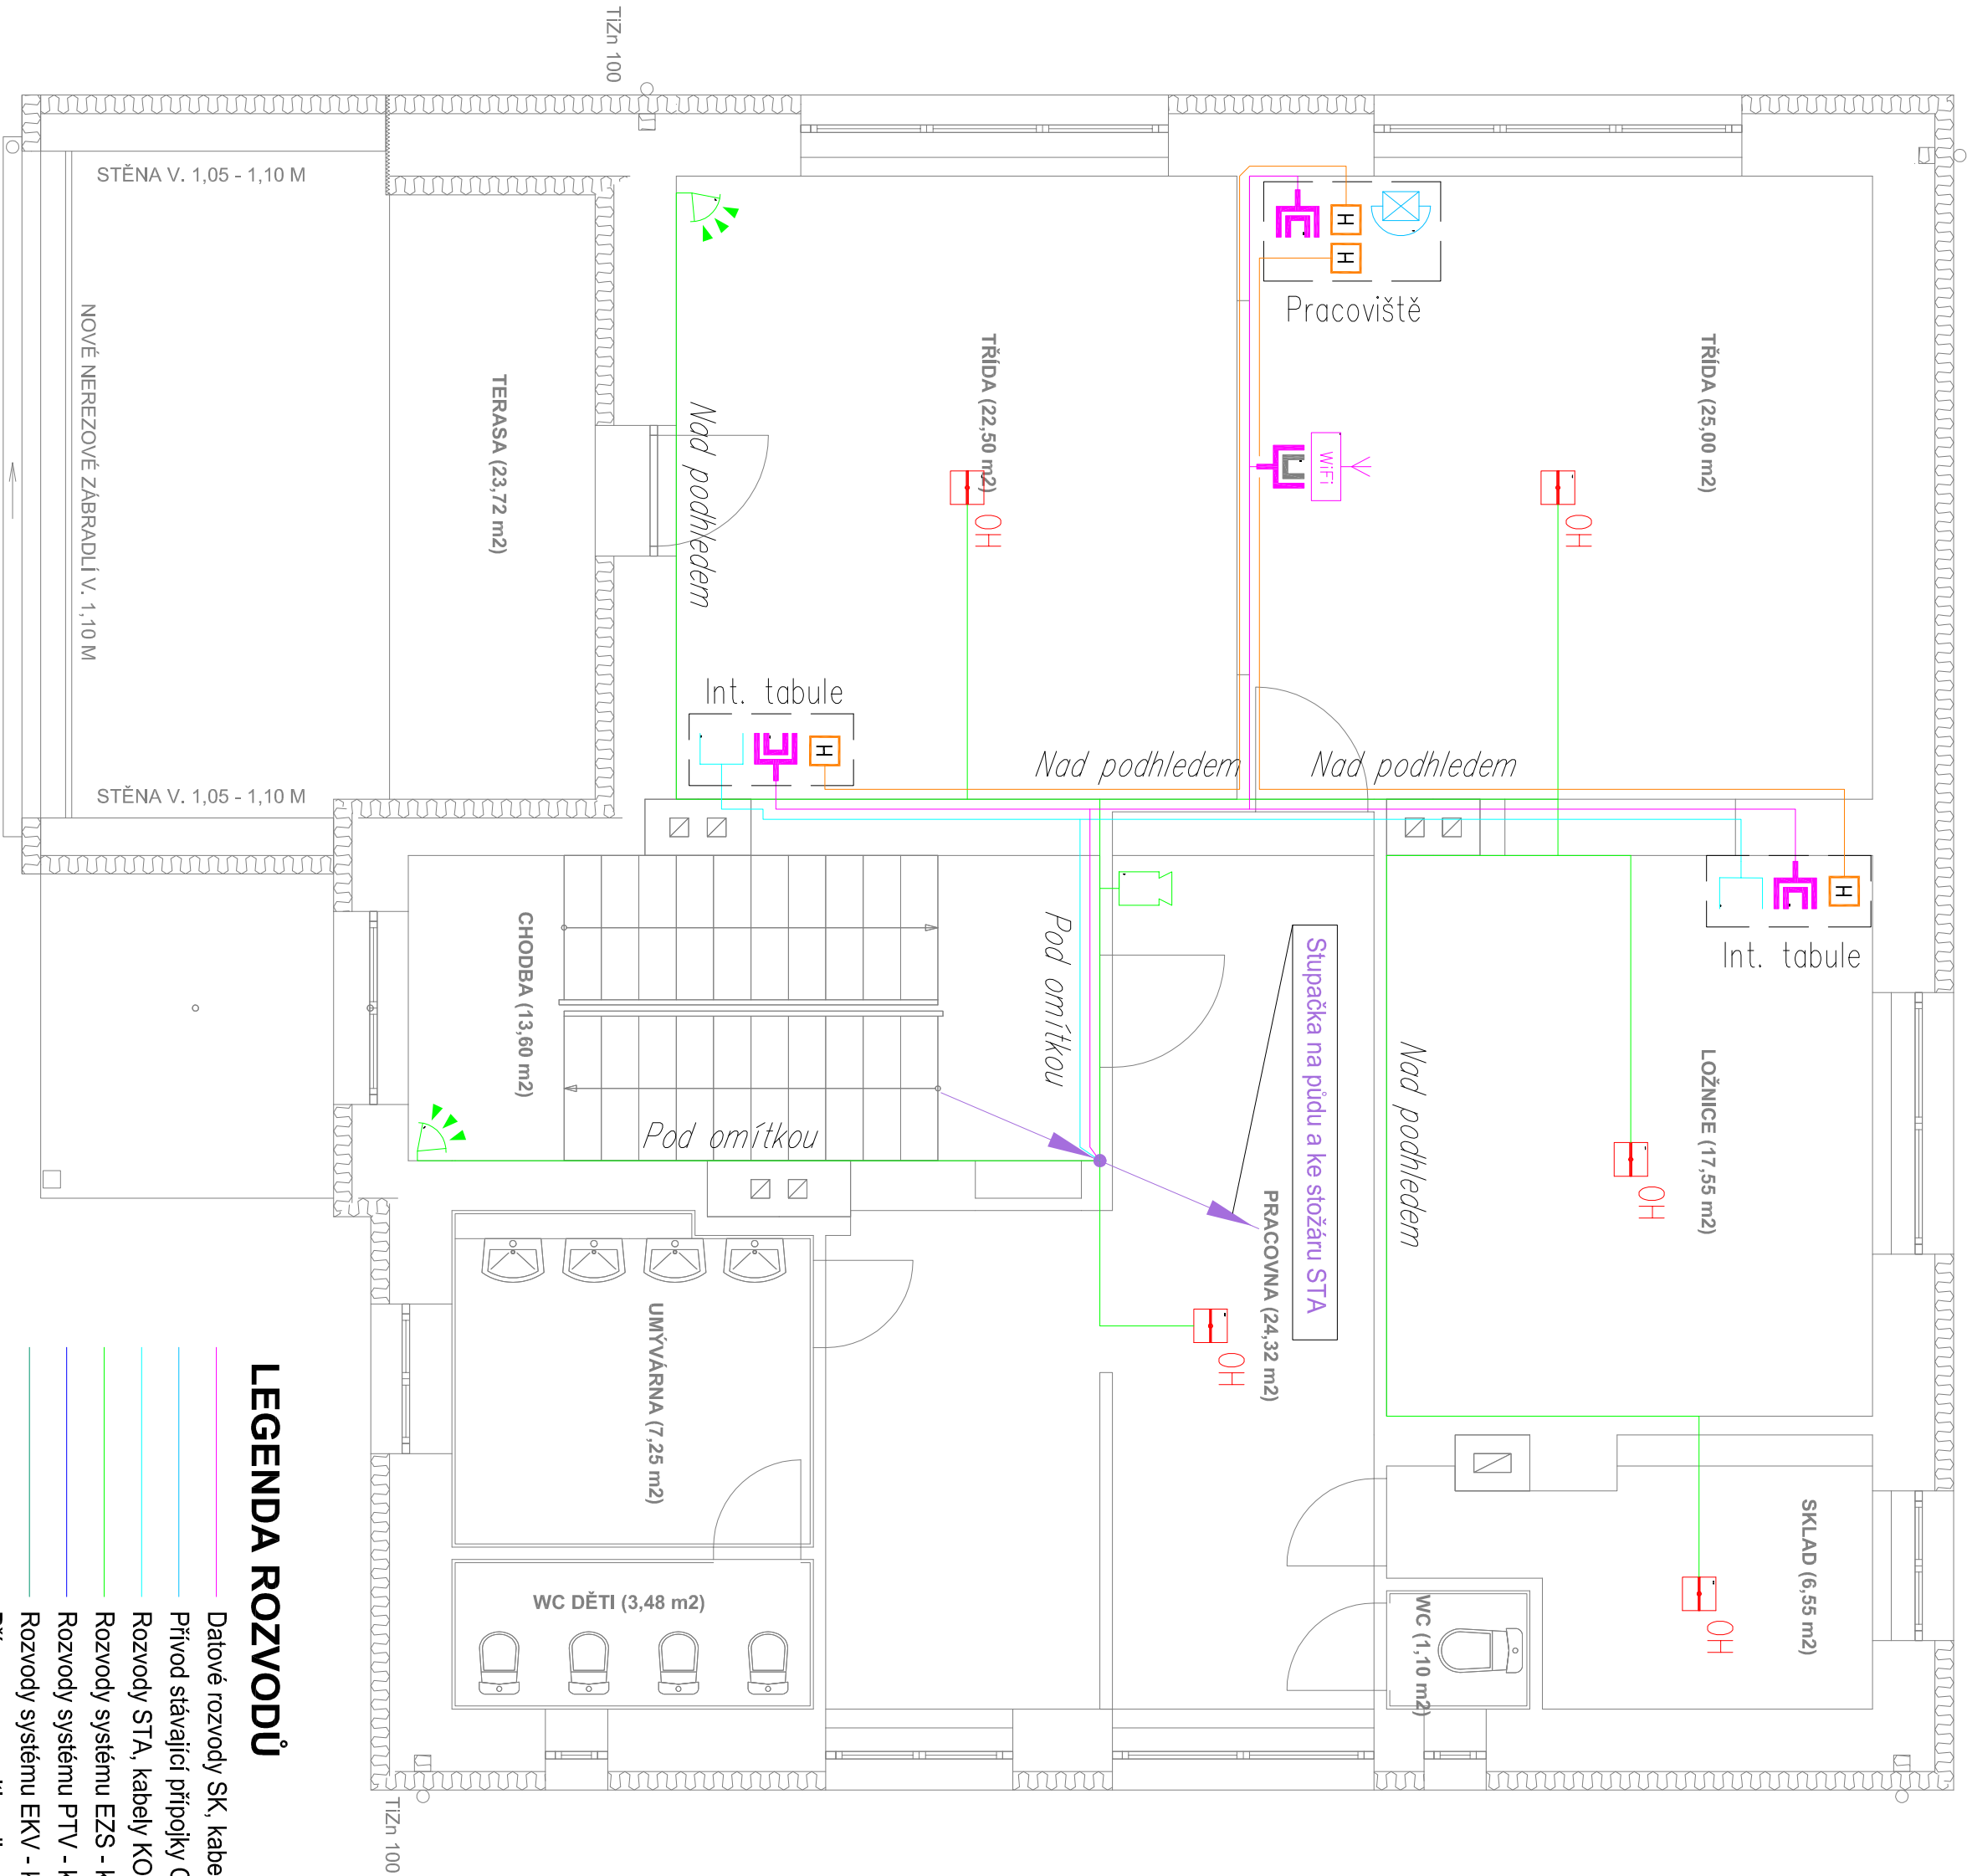 TiZn 100
STĚNA V. 1,05 - 1,10 M
NOVÉ NEREZOVÉ ZÁBRADLÍ V. 1,10 M
STĚNA V. 1,05 - 1,10 M
TERASA (23,72 m2)
Nad podhledem
TŘÍDA (22,50 m2)
HO
Int. tabule
H
Nad podhledem
H
H
Pracoviště
WiFi
TŘÍDA (25,00 m2)
HO
Nad podhledem
H
Int. tabule
CHODBA (13,60 m2)
Pod omítkou
Pod omítkou
Stupačka na půdu a ke stožáru STA
PRACOVNA (24,32 m2)
HO
Nad podhledem
LOŽNICE (17,55 m2)
HO
UMÝVÁRNA (7,25 m2)
WC DĚTI (3,48 m2)
WC (1,10 m2)
SKLAD (6,55 m2)
HO
TiZn 100
LEGENDA ROZVODŮ
Datové rozvody SK, kabe
Přívod stávající přípojky
Rozvody STA, kabely KO
Rozvody systému EZS -
Rozvody systému PTV -
Rozvody systému EKV -